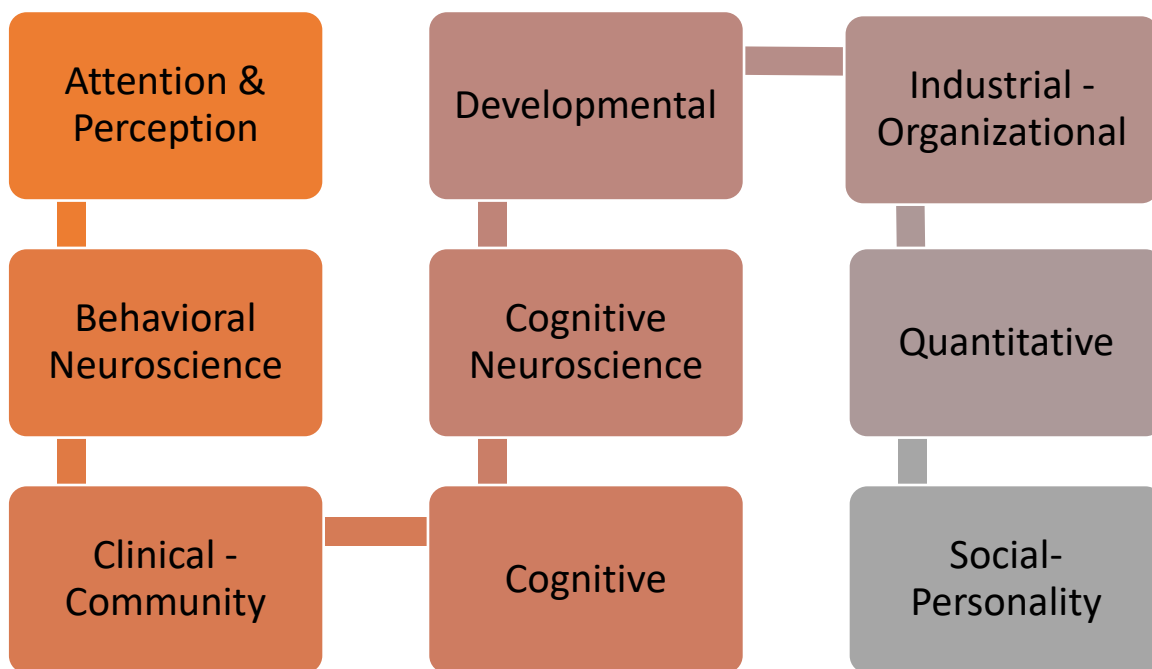 Attention &
Perception
Behavioral
Neuroscience
Clinical -
Community
Cognitive
Cognitive
Neuroscience
Developmental
Industrial -
Organizational
Quantitative
Social-
Personality